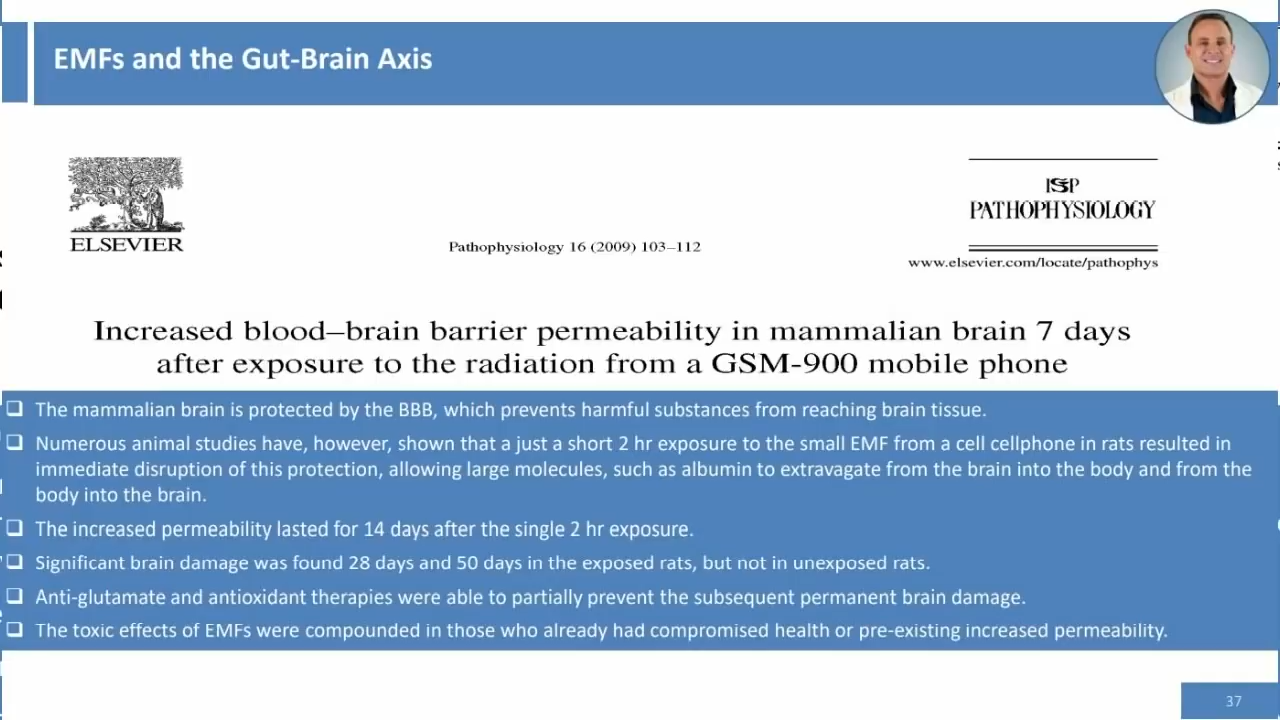 EMFs and the Gut-Brain Axis
ELSEVIER
Pathophysiology 16 (2009) 103–112
ISP
PATHOPHYSIOLOGY
www.elsevier.com/locate/pathophys
Increased blood–brain barrier permeability in mammalian brain 7 days
after exposure to the radiation from a GSM-900 mobile phone
The mammalian brain is protected by the BBB, which prevents harmful substances from reaching brain tissue.
Numerous animal studies have, however, shown that a just a short 2 hr exposure to the small EMF from a cell cellphone in rats resulted in
immediate disruption of this protection, allowing large molecules, such as albumin to extravagate from the brain into the body and from the
body into the brain.
The increased permeability lasted for 14 days after the single 2 hr exposure.
Significant brain damage was found 28 days and 50 days in the exposed rats, but not in unexposed rats.
Anti-glutamate and antioxidant therapies were able to partially prevent the subsequent permanent brain damage.
The toxic effects of EMFs were compounded in those who already had compromised health or pre-existing increased permeability.
37